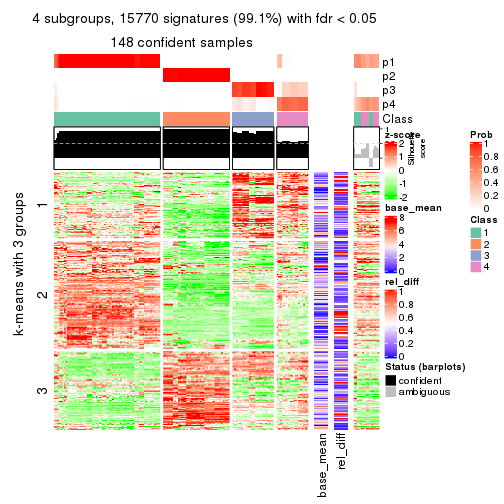 4 subgroups, 15770 signatures (99.1%) with fdr < 0.05
148 confident samples
p1
p2
p3
p4
Class
1
Silhouette
score
k-means with 3 groups
1
2
3
z-score
2
1
0
-1
-2
base_mean
8
6
4
2
0
rel_diff
1
0.8
0.6
0.4
0.2
0
Status (barplots)
confident
ambiguous
Prob
1
0.8
0.6
0.4
0.2
0
Class
1
2
3
4
base_mean
rel_diff